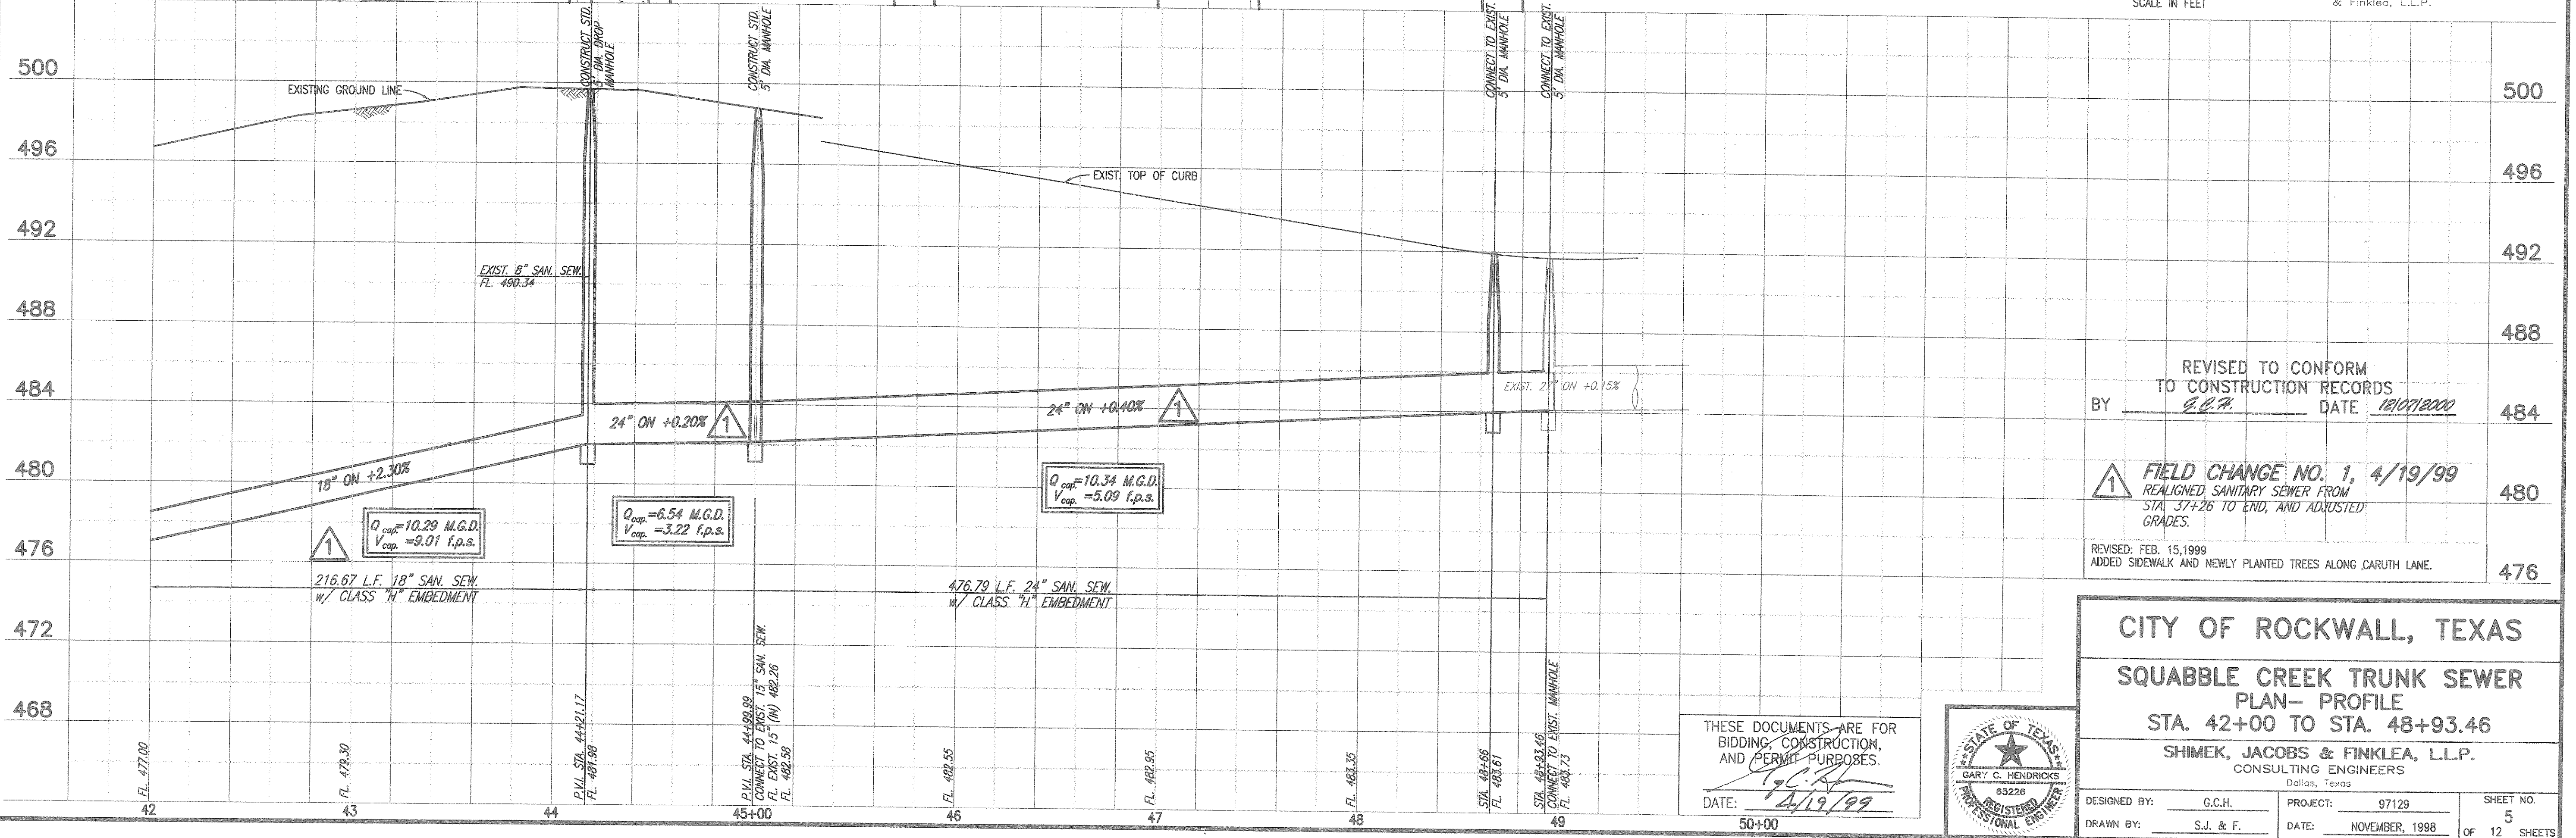 SCALE IN FEET
& Finklea, L.L.P.
CONSTRUCT STD.
5' DIA. DROP
MANHOLE
CONSTRUCT STD.
5' DIA. MANHOLE
CONNECT TO EXIST.
5' DIA. MANHOLE
CONNECT TO EXIST.
5' DIA. MANHOLE
500
496
492
488
484
480
476
472
468
EXISTING GROUND LINE
EXIST. TOP OF CURB
EXIST. 8" SAN. SEW.
FL. 490.34
18" ON +2.30%
24" ON +0.20%
1
24" ON +0.40%
1
EXIST. 27" ON +0.15%
1
Q cap.=10.29 M.G.D.
V cap. =9.01 f.p.s.
Q cap.=6.54 M.G.D.
V cap. =3.22 f.p.s.
Q cap.=10.34 M.G.D.
V cap. =5.09 f.p.s.
216.67 L.F. 18" SAN. SEW.
w/ CLASS "H" EMBEDMENT
476.79 L.F. 24" SAN. SEW.
w/ CLASS "H" EMBEDMENT
FL. 477.00
FL. 479.30
P.V.I. STA. 44+21.17
FL. 481.98
P.V.I. STA. 44+99.99
CONNECT TO EXIST. 15" SAN. SEW.
FL. EXIST. 15" (IN) 482.26
FL. 482.58
FL. 482.55
FL. 482.95
FL. 483.35
STA. 48+66
FL. 483.61
STA. 48+93.46
CONNECT TO EXIST. MANHOLE
FL. 483.73
42
43
44
45+00
46
47
48
49
50+00
500
496
492
488
484
480
476
REVISED TO CONFORM
TO CONSTRUCTION RECORDS
BY G.C.H. DATE 12/07/2000
1 FIELD CHANGE NO. 1, 4/19/99
REALIGNED SANITARY SEWER FROM
STA. 37+26 TO END, AND ADJUSTED
GRADES.
REVISED: FEB. 15,1999
ADDED SIDEWALK AND NEWLY PLANTED TREES ALONG CARUTH LANE.
THESE DOCUMENTS ARE FOR
BIDDING, CONSTRUCTION,
AND PERMIT PURPOSES.
DATE: 4/19/99
STATE OF TEXAS
GARY C. HENDRICKS
65226
REGISTERED
PROFESSIONAL ENGINEER
CITY OF ROCKWALL, TEXAS
SQUABBLE CREEK TRUNK SEWER
PLAN- PROFILE
STA. 42+00 TO STA. 48+93.46
SHIMEK, JACOBS & FINKLEA, L.L.P.
CONSULTING ENGINEERS
Dallas, Texas
DESIGNED BY: G.C.H. PROJECT: 97129 SHEET NO.
5
DRAWN BY: S.J. & F. DATE: NOVEMBER, 1998 OF 12 SHEETS